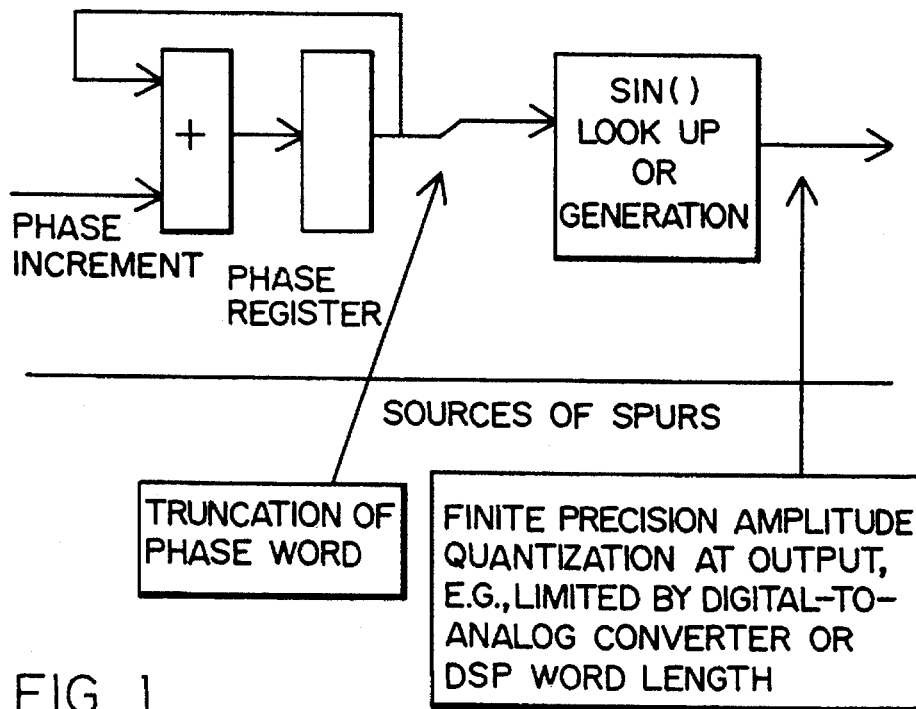 +
SIN()
LOOK UP
OR
GENERATION
PHASE
INCREMENT
PHASE
REGISTER
SOURCES OF SPURS
TRUNCATION OF
PHASE WORD
FINITE PRECISION AMPLITUDE
QUANTIZATION AT OUTPUT,
E.G., LIMITED BY DIGITAL-TO-
ANALOG CONVERTER OR
DSP WORD LENGTH
FIG 1